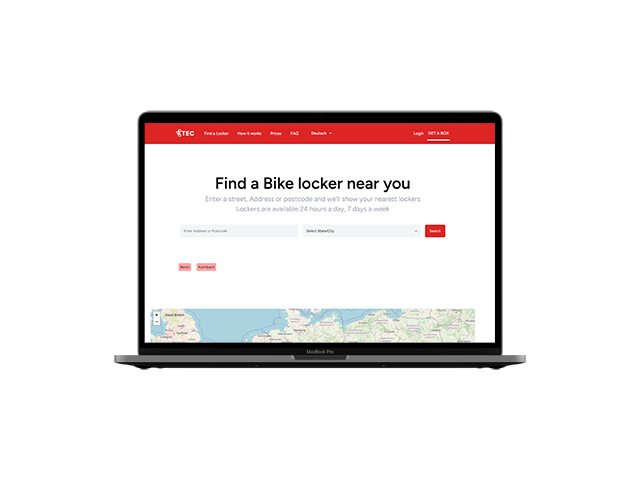 TEC
Find a Locker How it works Prices FAQ Deutsch Login GET A BOX
Find a Bike locker near you
Enter a street, Address or postcode and we'll show your nearest lockers
Lockers are available 24 hours a day, 7 days a week
Enter Address or Postcode Select State/City Search
Berlin Kulmbach
+
Great Britain
−
MacBook Pro